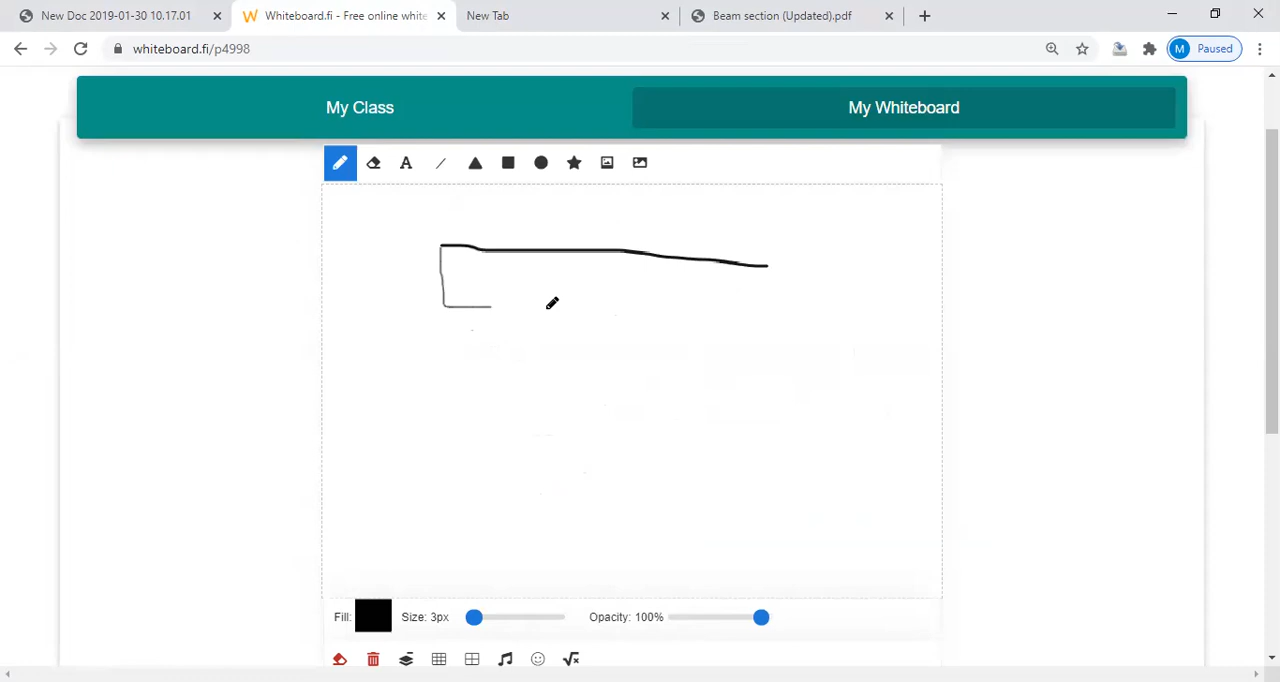 New Doc 2019-01-30 10.17.01
Whiteboard.fi - Free online white
New Tab
Beam section (Updated).pdf
whiteboard.fi/p4998
M Paused
My Class
My Whiteboard
A
Fill:
Size: 3px
Opacity: 100%